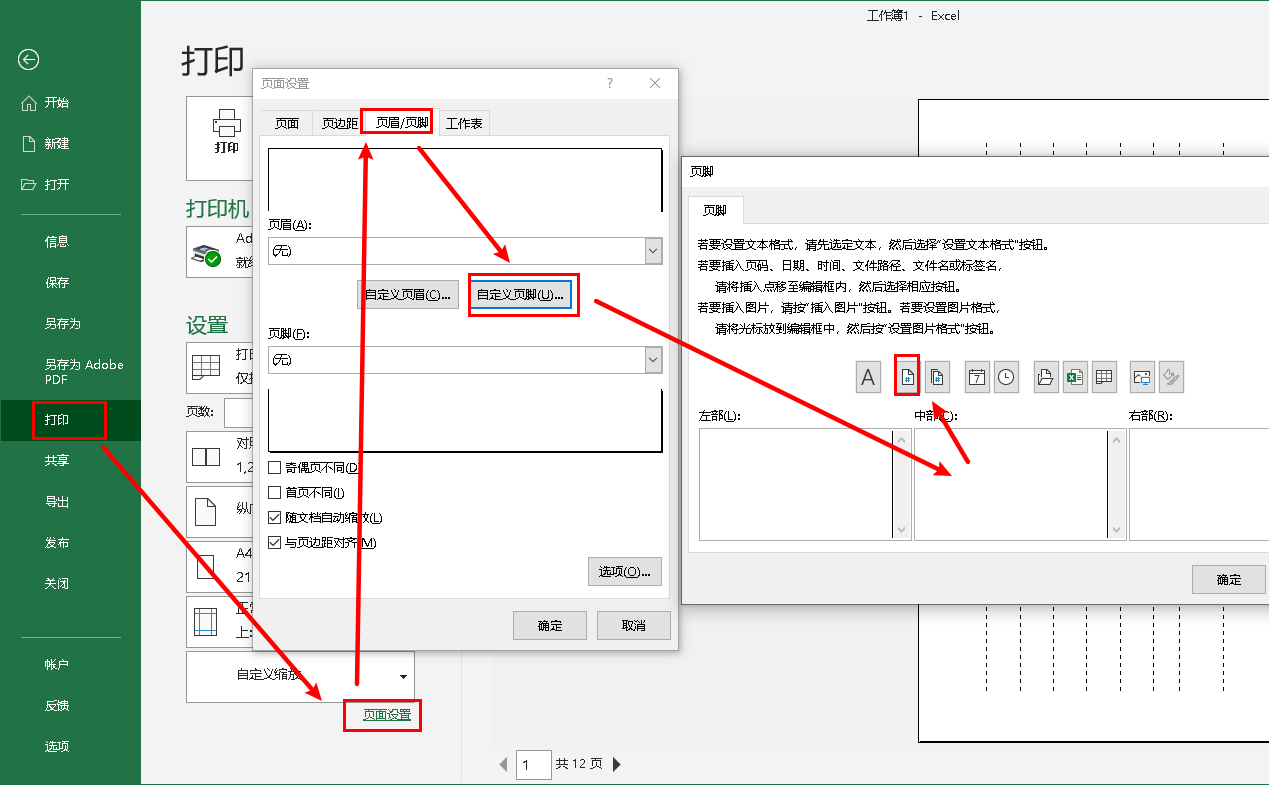 工作簿1 - Excel
开始
新建
打开
信息
保存
另存为
另存为 Adobe
PDF
打印
共享
导出
发布
关闭
帐户
反馈
选项
打印
打印
打印机
Ad
就
设置
打
仅
页数:
对
1,2
纵
A4
21
正
上:
自定义缩放
页面设置
1
共 12 页
页面设置
?
页面
页边距
页眉/页脚
工作表
页眉(A):
(无)
自定义页眉(C)...
自定义页脚(U)...
页脚(F):
(无)
奇偶页不同(D)
首页不同(I)
随文档自动缩放(L)
与页边距对齐(M)
选项(O)...
确定
取消
页脚
页脚
若要设置文本格式，请先选定文本，然后选择“设置文本格式”按钮。
若要插入页码、日期、时间、文件路径、文件名或标签名，
请将插入点移至编辑框内，然后选择相应按钮。
若要插入图片，请按“插入图片”按钮。若要设置图片格式，
请将光标放到编辑框中，然后按“设置图片格式”按钮。
A
左部(L):
中部(C):
右部(R):
确定